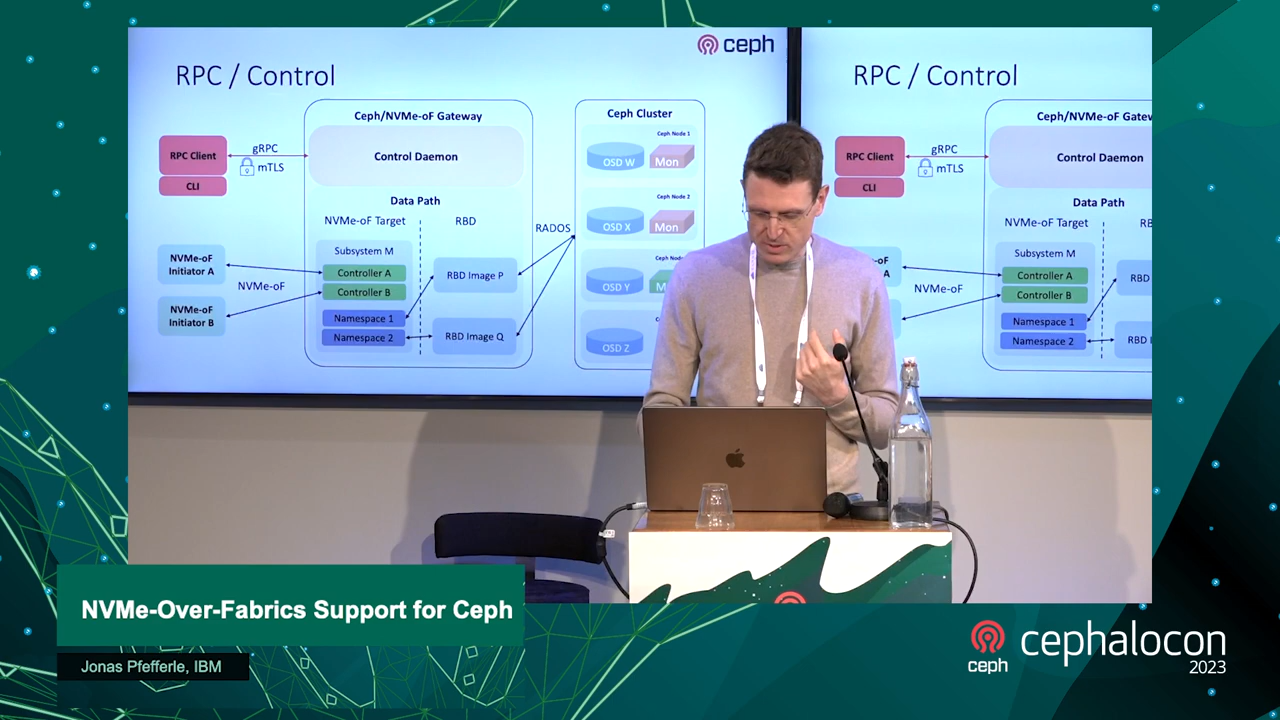 ceph
RPC / Control
Ceph/NVMe-oF Gateway
Control Daemon
RPC Client
CLI
gRPC
mTLS
Data Path
NVMe-oF Target
RBD
Subsystem M
Controller A
Controller B
Namespace 1
Namespace 2
RBD Image P
RBD Image Q
NVMe-oF
Initiator A
NVMe-oF
Initiator B
NVMe-oF
RADOS
Ceph Cluster
Ceph Node 1
OSD W
Mon
Ceph Node 2
OSD X
Mon
Ceph Node
OSD Y
OSD Z
RPC / Control
Ceph/NVMe-oF Gatew
Control Daemon
RPC Client
CLI
gRPC
mTLS
Data Path
NVMe-oF Target
Subsystem M
Controller A
Controller B
Namespace 1
Namespace 2
RBD
RBD
NVMe-oF
NVMe-Over-Fabrics Support for Ceph
Jonas Pfefferle, IBM
ceph
cephalocon
2023